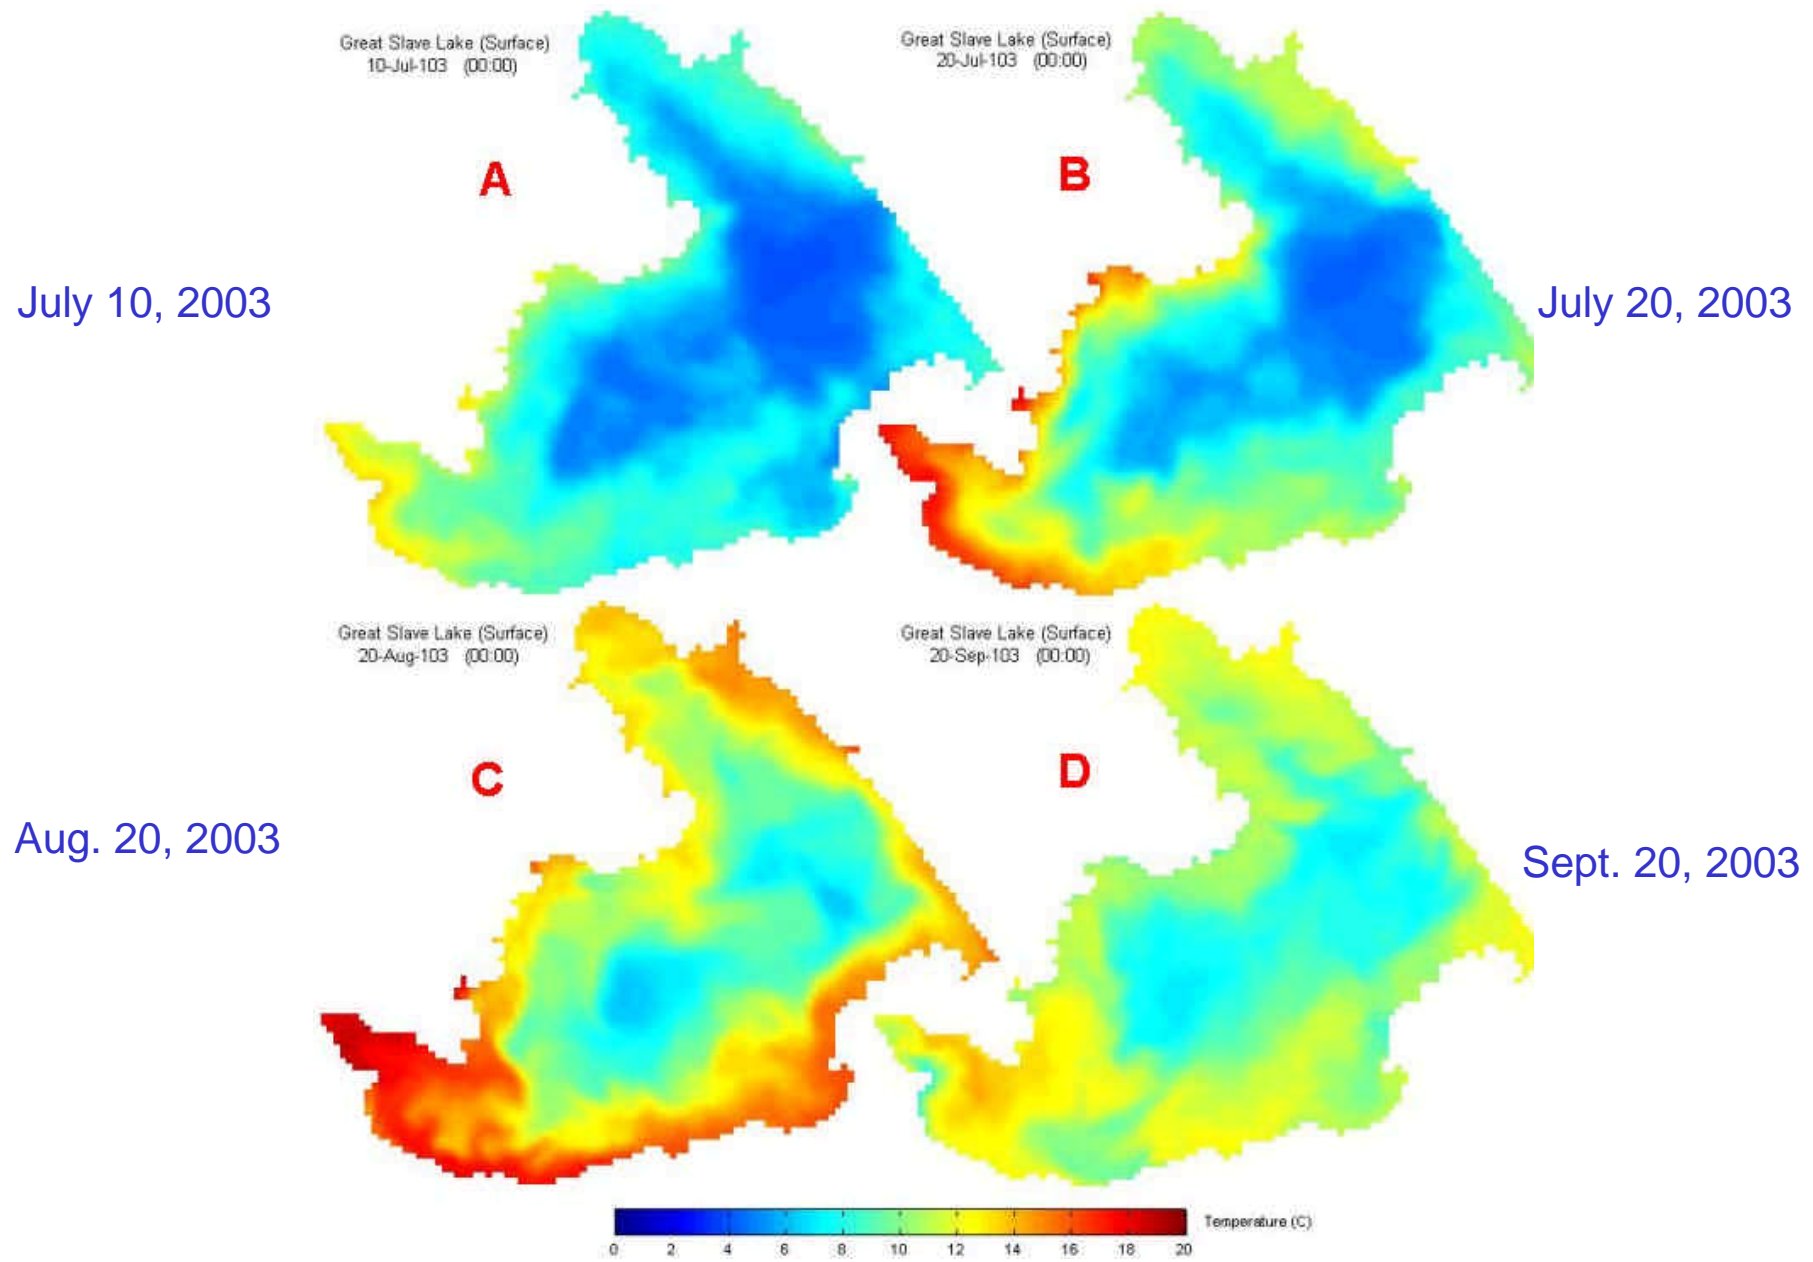 Great Slave Lake (Surface)
10-Jul-103 (00:00)
Great Slave Lake (Surface)
20-Jul-103 (00:00)
A
B
July 10, 2003
July 20, 2003
Great Slave Lake (Surface)
20-Aug-103 (00:00)
Great Slave Lake (Surface)
20-Sep-103 (00:00)
C
D
Aug. 20, 2003
Sept. 20, 2003
Temperature (C)
0 2 4 6 8 10 12 14 16 18 20